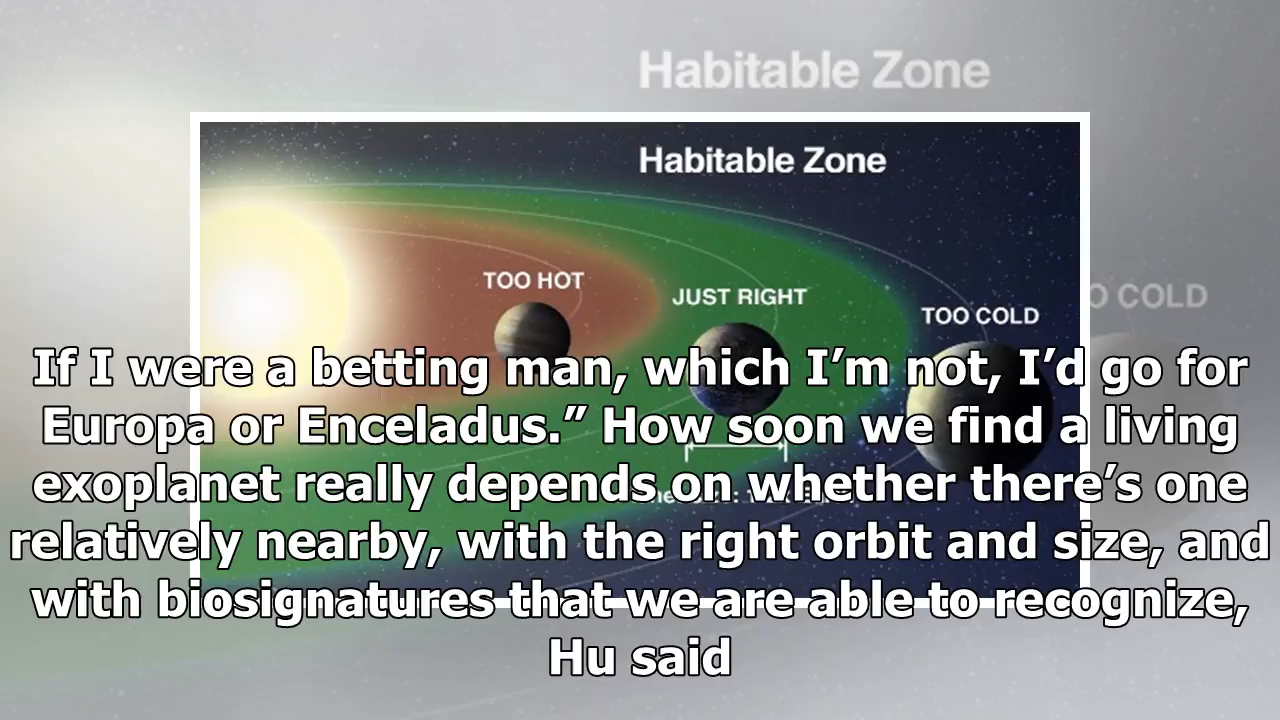 Habitable Zone
Habitable Zone
TOO HOT
JUST RIGHT
TOO COLD
O COLD
If I were a betting man, which I’m not, I’d go for
Europa or Enceladus.” How soon we find a living
exoplanet really depends on whether there’s one
relatively nearby, with the right orbit and size, and
with biosignatures that we are able to recognize,
Hu said